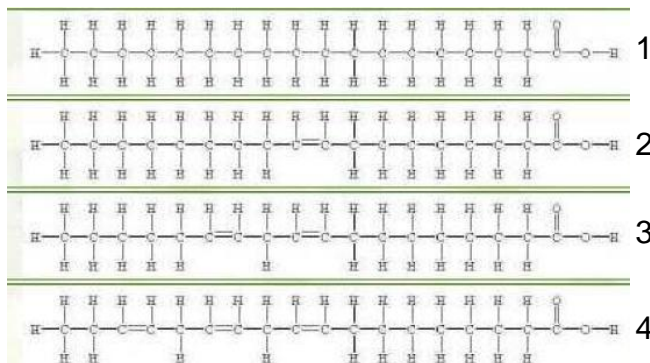 H H H H H H H H H H H H H H H H H O
H C C C C C C C C C C C C C C C C C C O H 1
H H H H H H H H H H H H H H H H H
H H H H H H H H H H H H H H H H H O
H C C C C C C C C C C C C C C C C C C O H 2
H H H H H H H H H H H H H H H
H H H H H H H H H H H H H H H H H O
H C C C C C C C C C C C C C C C C C C O H 3
H H H H H H H H H H H H H
H H H H H H H H H H H H H H H H H O
H C C C C C C C C C C C C C C C C C C O H 4
H H H H H H H H H H H